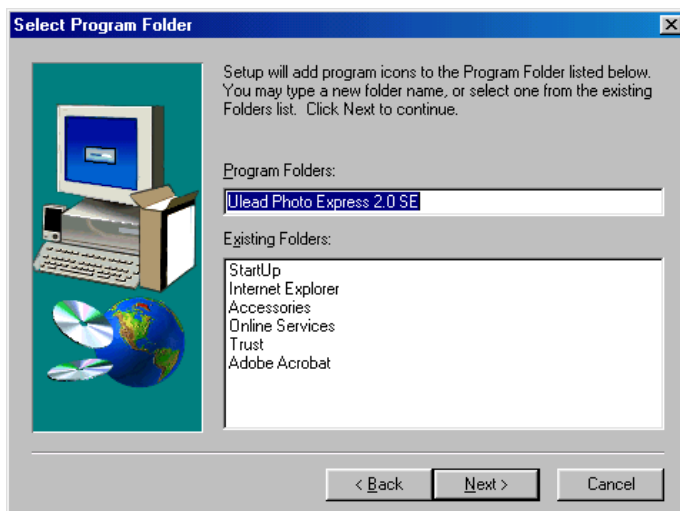 Select Program Folder
Setup will add program icons to the Program Folder listed below.
You may type a new folder name, or select one from the existing
Folders list.  Click Next to continue.
Program Folders:
Ulead Photo Express 2.0 SE
Existing Folders:
StartUp
Internet Explorer
Accessories
Online Services
Trust
Adobe Acrobat
< Back
Next >
Cancel